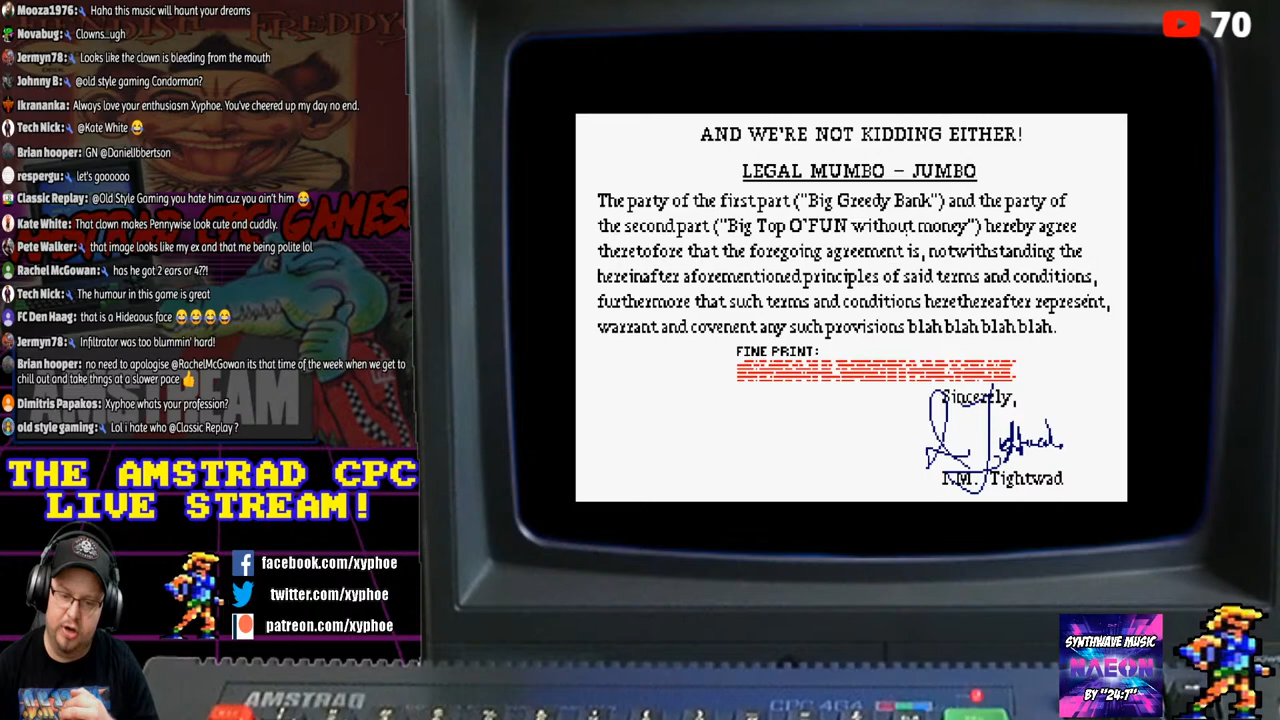 Mooza1976: Haha this music will haunt your dreams
Novabug: Clowns...ugh
Jermyn78: Looks like the clown is bleeding from the mouth
Johnny B: @old style gaming Condorman?
Ikrananka: Always love your enthusiasm Xyphoe. You've cheered up my day no end.
Tech Nick: @Kate White 😂
Brian hooper: GN @DanielIbbertson
respergu: let's goooooo
Classic Replay: @Old Style Gaming you hate him cuz you ain't him 😂
Kate White: That clown makes Pennywise look cute and cuddly.
Pete Walker: that image looks like my ex and that me being polite lol
Rachel McGowan: has he got 2 ears or 4?!
Tech Nick: The humour in this game is great
FC Den Haag: that is a Hideous face 😂😂😂😂
Jermyn78: Infiltrator was too blummin' hard!
Brian hooper: no need to apologise @RachelMcGowan its that time of the week when we get to
chill out and take things at a slower pace 👍
Dimitris Papakos: Xyphoe whats your profession?
old style gaming: Lol i hate who @Classic Replay ?
THE AMSTRAD CPC
LIVE STREAM!
facebook.com/xyphoe
twitter.com/xyphoe
patreon.com/xyphoe
70
AND WE'RE NOT KIDDING EITHER!
LEGAL MUMBO - JUMBO
The party of the first part ("Big Greedy Bank") and the party of
the second part ("Big Top O'FUN without money") hereby agree
theretofore that the foregoing agreement is, notwithstanding the
hereinafter aforementioned principles of said terms and conditions,
furthermore that such terms and conditions herethereafter represent,
warrant and covenent any such provisions blah blah blah blah.
FINE PRINT:
Sincerely,
I.M. Tightwad
AMSTRAD
CPC 464
SYNTHWAVE MUSIC
NAEON
BY "24:7"